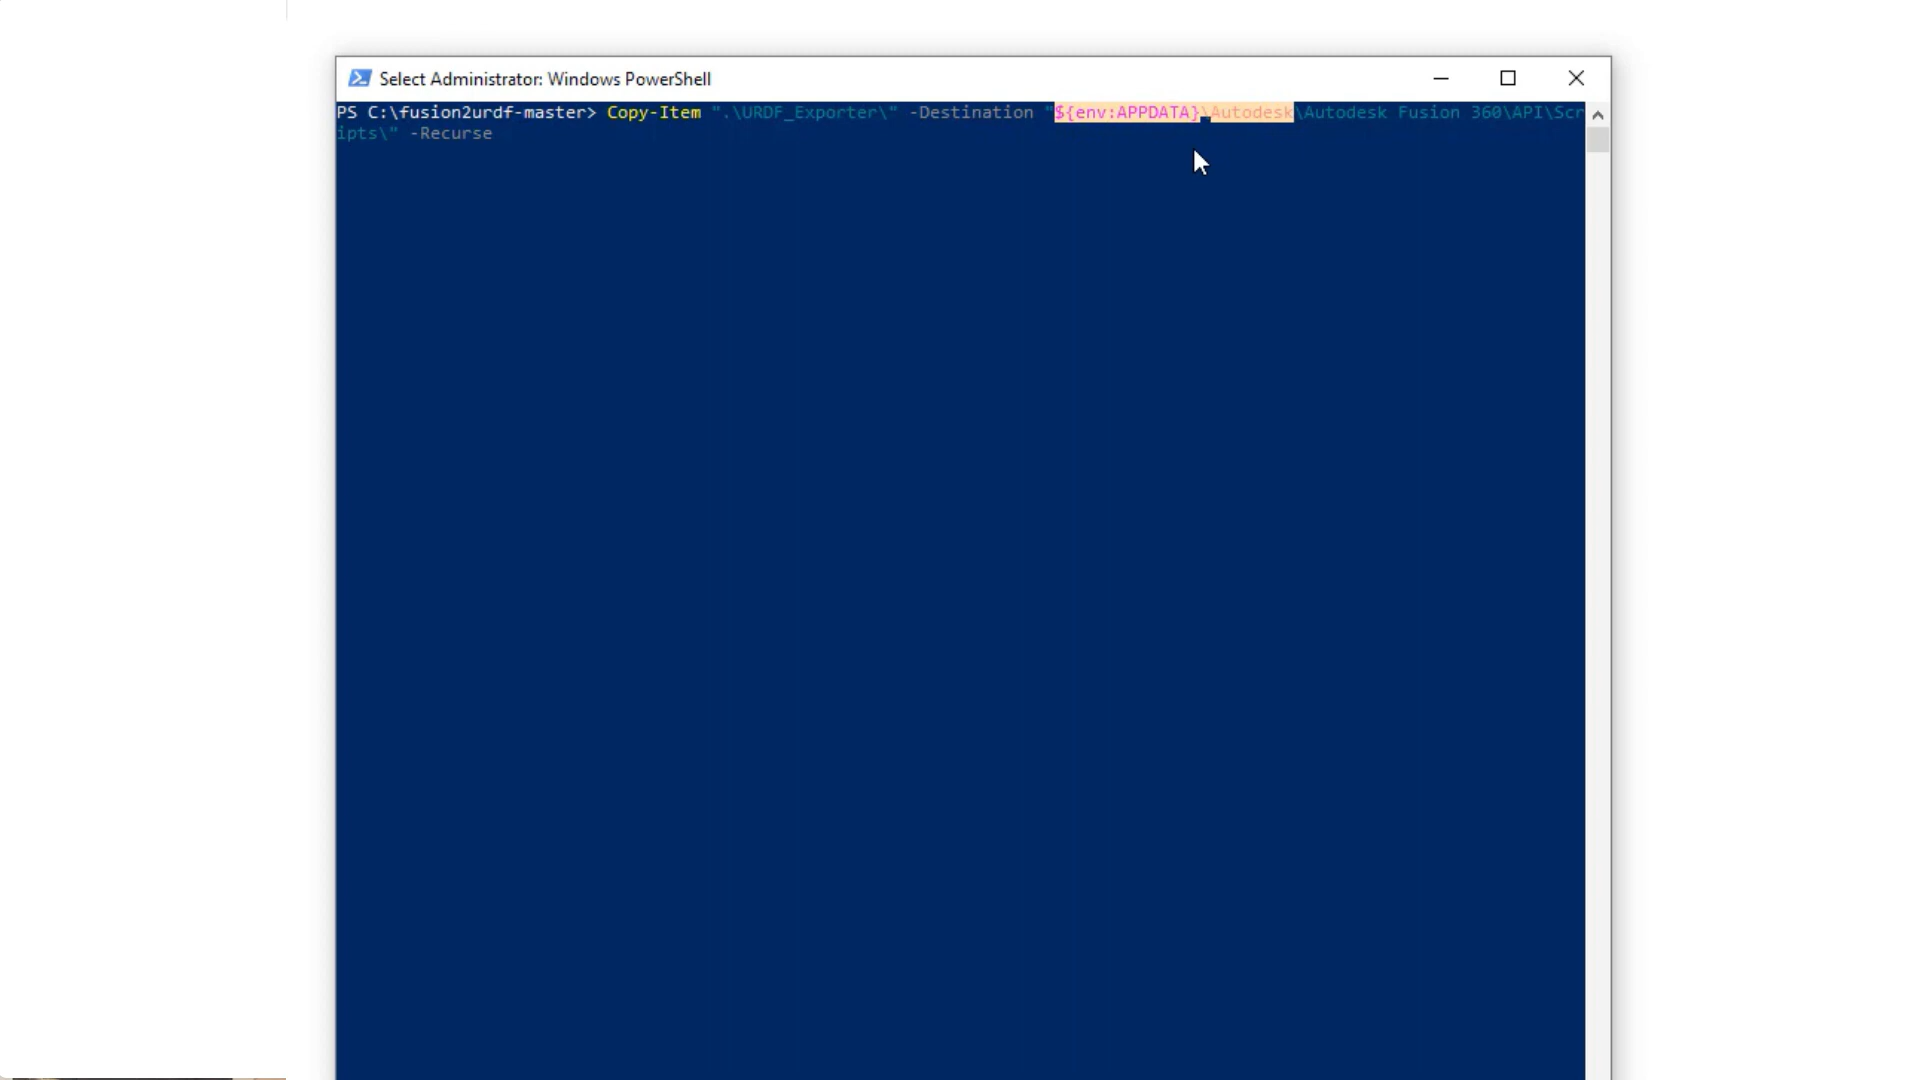 Select Administrator: Windows PowerShell
PS C:\fusion2urdf-master> Copy-Item ".\URDF_Exporter\" -Destination "${env:APPDATA}\Autodesk\Autodesk Fusion 360\API\Scr
ipts\" -Recurse